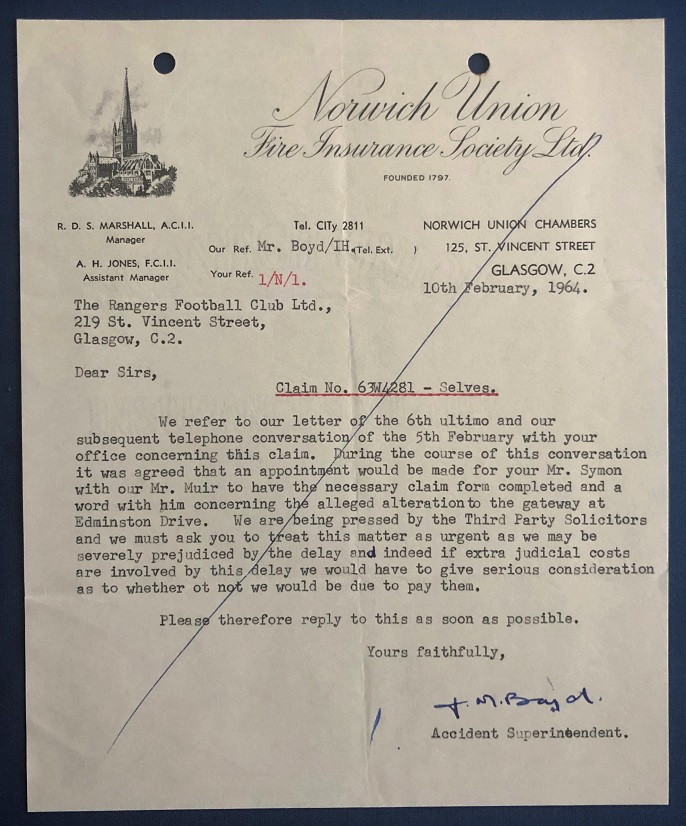 Norwich Union
Fire Insurance Society Ltd.
FOUNDED 1797.
R. D. S. MARSHALL, A.C.I.I.
Manager
A. H. JONES, F.C.I.I.
Assistant Manager
Tel. CITy 2811
Our Ref. Mr. Boyd/IH.(Tel. Ext. )
Your Ref. 1/N/1.
NORWICH UNION CHAMBERS
125, ST. VINCENT STREET
GLASGOW, C.2
10th February, 1964.
The Rangers Football Club Ltd.,
219 St. Vincent Street,
Glasgow, C.2.
Dear Sirs,
Claim No. 63W4281 - Selves.
We refer to our letter of the 6th ultimo and our
subsequent telephone conversation of the 5th February with your
office concerning this claim. During the course of this conversation
it was agreed that an appointment would be made for your Mr. Symon
with our Mr. Muir to have the necessary claim form completed and a
word with him concerning the alleged alterationto the gateway at
Edminston Drive. We are being pressed by the Third Party Solicitors
and we must ask you to treat this matter as urgent as we may be
severely prejudiced by the delay and indeed if extra judicial costs
are involved by this delay we would have to give serious consideration
as to whether ot not we would be due to pay them.
Please therefore reply to this as soon as possible.
Yours faithfully,
J. M. Boyd.
Accident Superintendent.